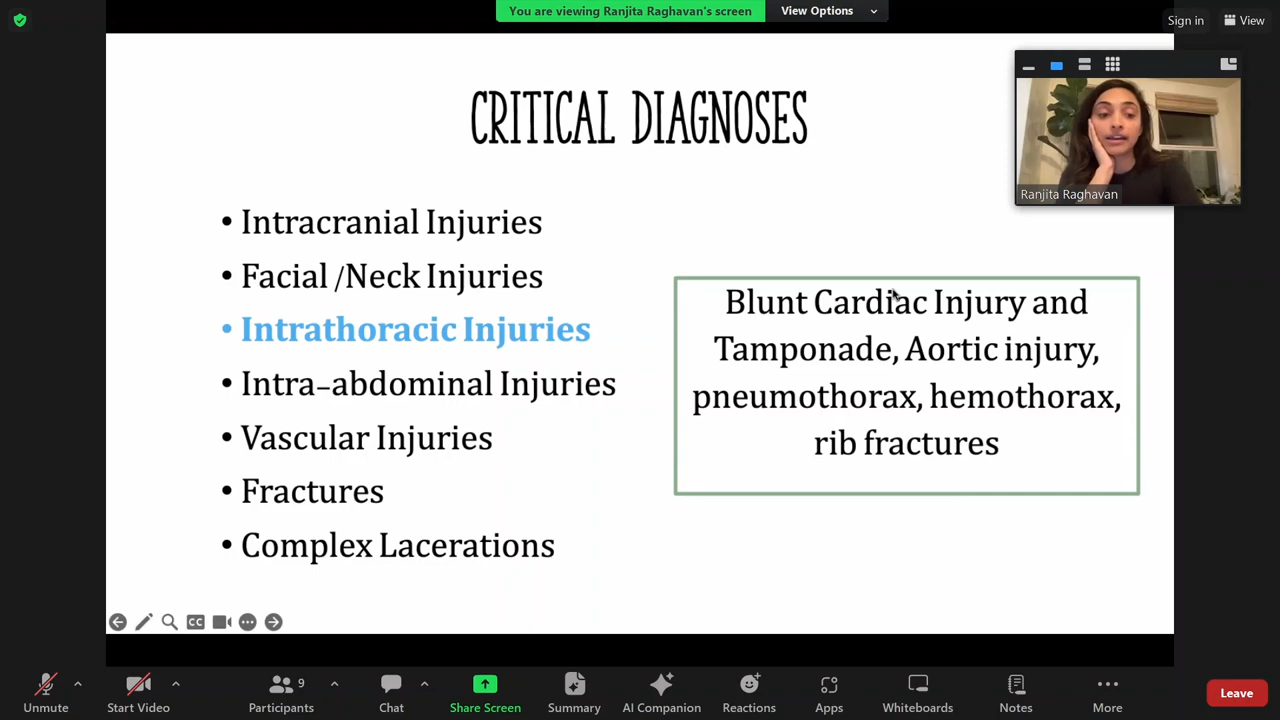 You are viewing Ranjita Raghavan's screen
View Options
Sign in
View
CRITICAL DIAGNOSES
Ranjita Raghavan
• Intracranial Injuries
• Facial /Neck Injuries
• Intrathoracic Injuries
• Intra–abdominal Injuries
• Vascular Injuries
• Fractures
• Complex Lacerations
Blunt Cardiac Injury and
Tamponade, Aortic injury,
pneumothorax, hemothorax,
rib fractures
CC
9
Unmute
Start Video
Participants
Chat
Share Screen
Summary
AI Companion
Reactions
Apps
Whiteboards
Notes
More
Leave